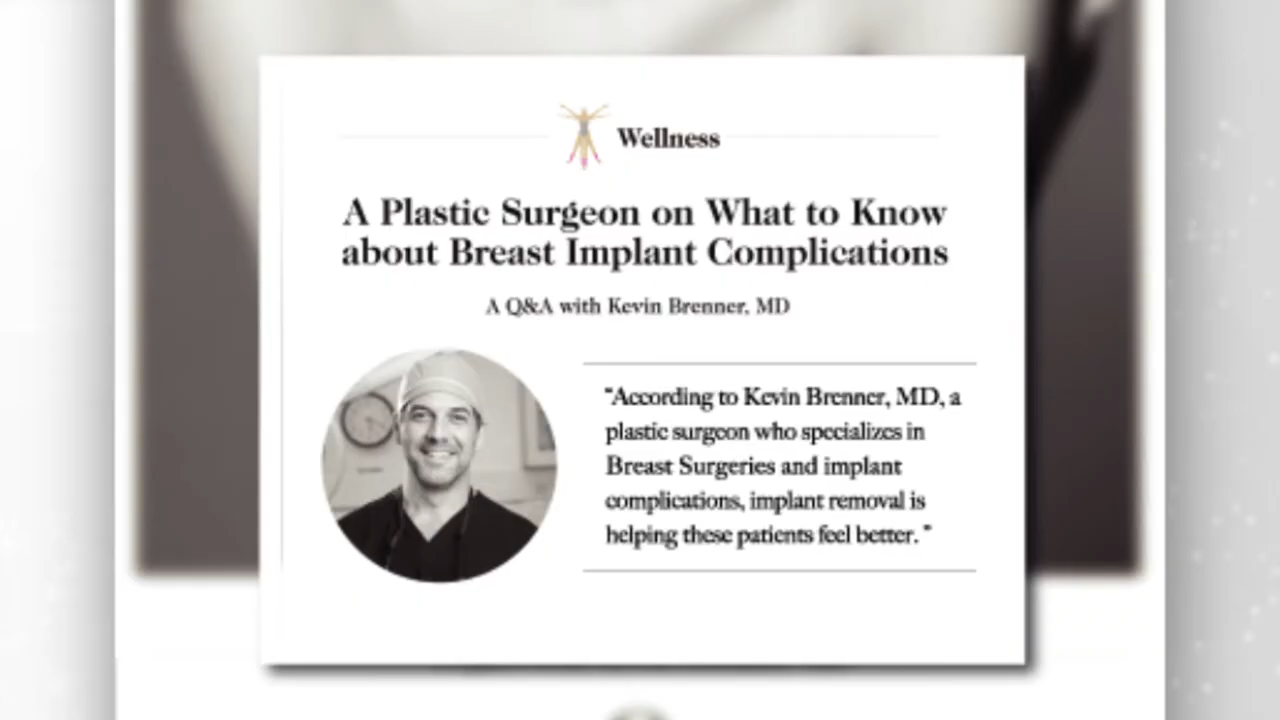 Wellness
A Plastic Surgeon on What to Know
about Breast Implant Complications
A Q&A with Kevin Brenner, MD
"According to Kevin Brenner, MD, a
plastic surgeon who specializes in
Breast Surgeries and implant
complications, implant removal is
helping these patients feel better. "